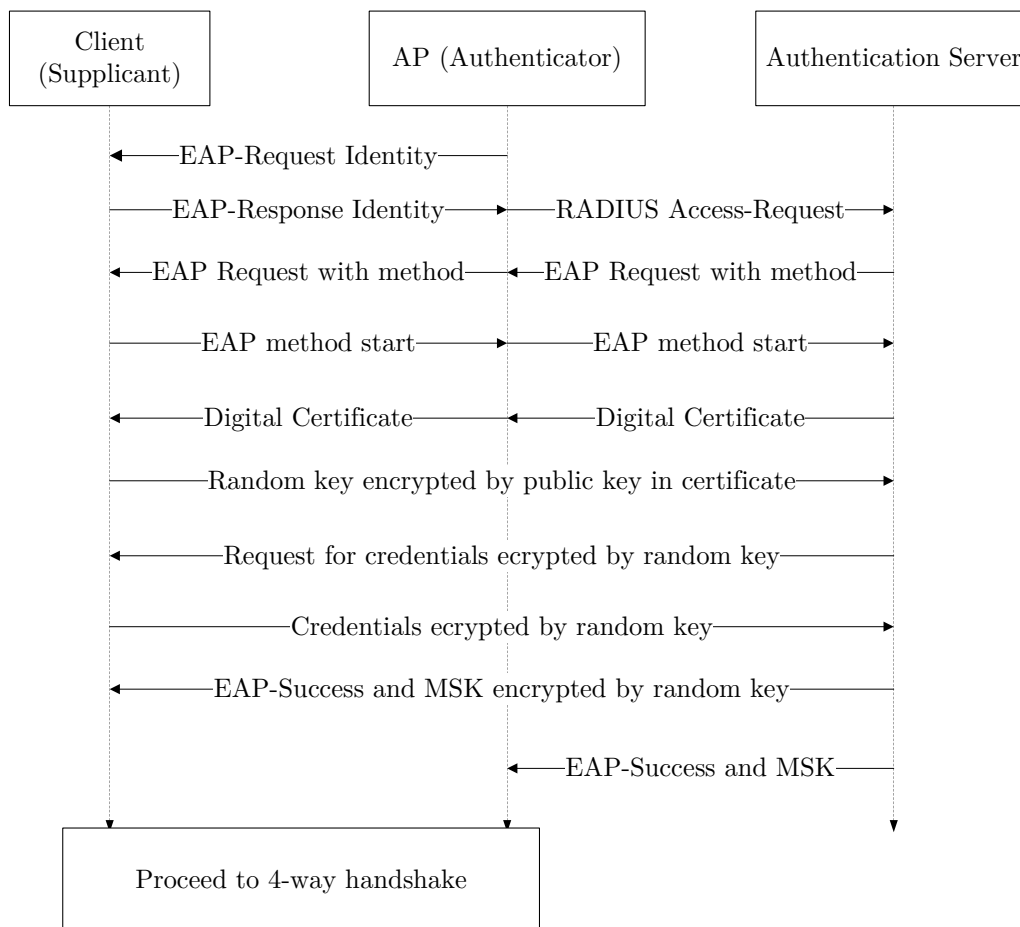 Client
(Supplicant)
AP (Authenticator)
Authentication Server
EAP-Request Identity
EAP-Response Identity
RADIUS Access-Request
EAP Request with method
EAP Request with method
EAP method start
EAP method start
Digital Certificate
Digital Certificate
Random key encrypted by public key in certificate
Request for credentials ecrypted by random key
Credentials ecrypted by random key
EAP-Success and MSK encrypted by random key
EAP-Success and MSK
Proceed to 4-way handshake